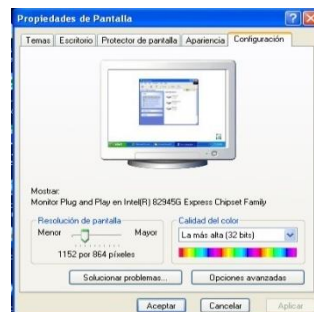 Propiedades de Pantalla
Temas Escritorio Protector de pantalla Apariencia Configuración
Mostrar:
Monitor Plug and Play en Intel(R) 82945G Express Chipset Family
Resolución de pantalla
Menor Mayor
1152 por 864 píxeles
Calidad del color
La más alta (32 bits)
Solucionar problemas... Opciones avanzadas
Aceptar Cancelar Aplicar